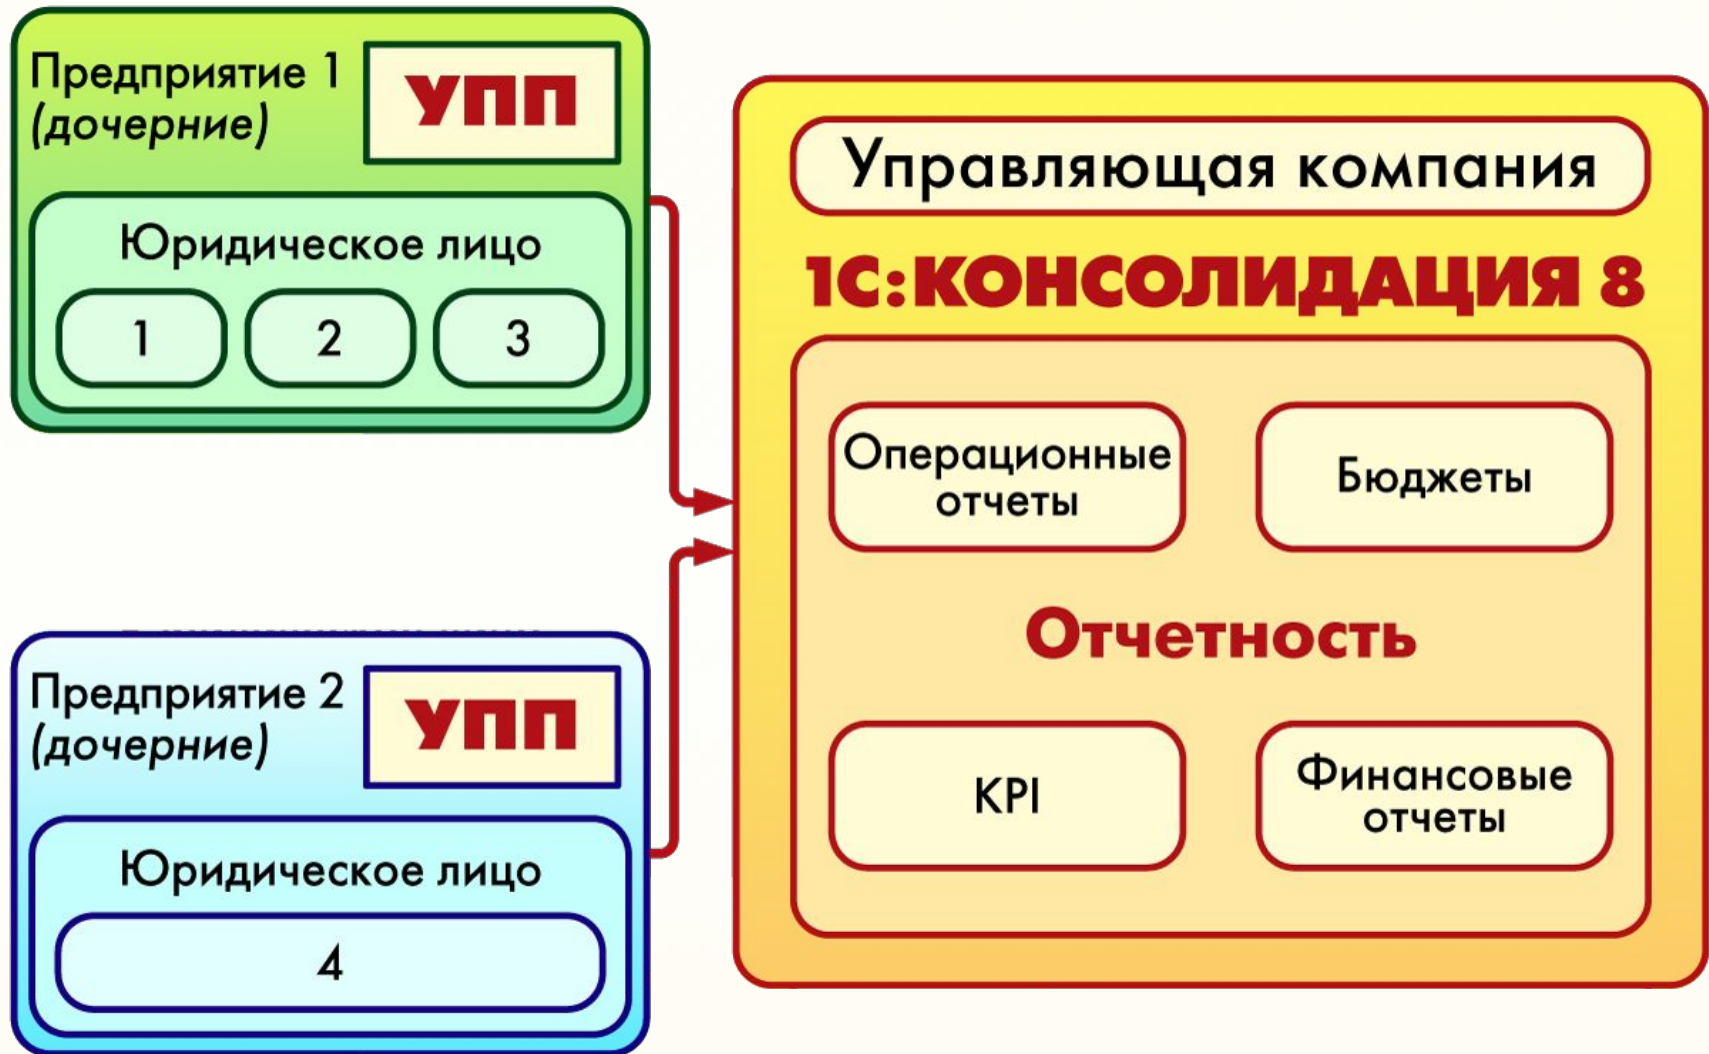 Предприятие 1
(дочерние)
УПП
Юридическое лицо
1
2
3
Предприятие 2
(дочерние)
УПП
Юридическое лицо
4
Управляющая компания
1С:КОНСОЛИДАЦИЯ 8
Операционные
отчеты
Бюджеты
Отчетность
KPI
Финансовые
отчеты